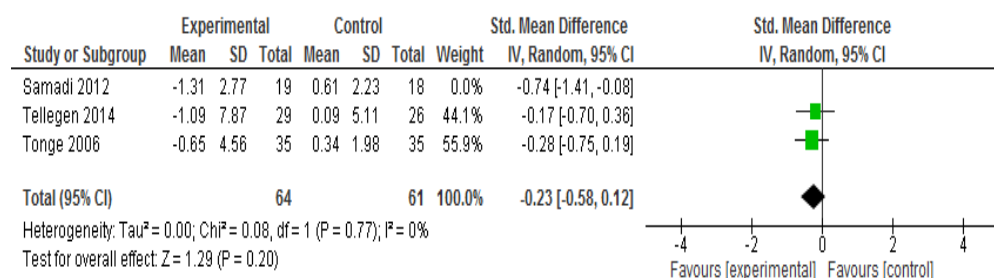 Experimental Control Std. Mean Difference Std. Mean Difference
Study or Subgroup Mean SD Total Mean SD Total Weight IV, Random, 95% CI IV, Random, 95% CI
Samadi 2012 -1.31 2.77 19 0.61 2.23 18 0.0% -0.74 [-1.41, -0.08]
Tellegen 2014 -1.09 7.87 29 0.09 5.11 26 44.1% -0.17 [-0.70, 0.36]
Tonge 2006 -0.65 4.56 35 0.34 1.98 35 55.9% -0.28 [-0.75, 0.19]
Total (95% CI) 64 61 100.0% -0.23 [-0.58, 0.12]
Heterogeneity: Tau² = 0.00; Chi² = 0.08, df = 1 (P = 0.77); I² = 0%
Test for overall effect: Z = 1.29 (P = 0.20)
-4 -2 0 2 4
Favours [experimental] Favours [control]